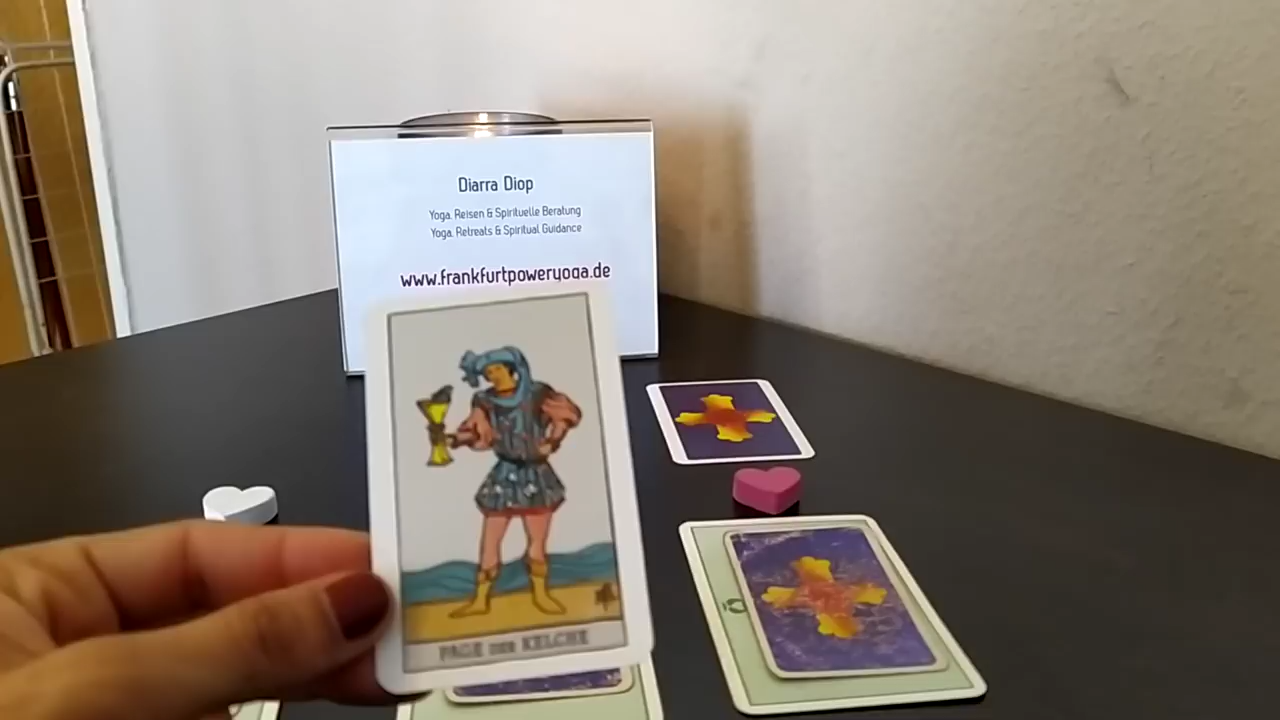 Diarra Diop
Yoga, Reisen & Spirituelle Beratung
Yoga, Retreats & Spiritual Guidance
www.frankfurtpoweryoga.de
PAGE DER KELCHE